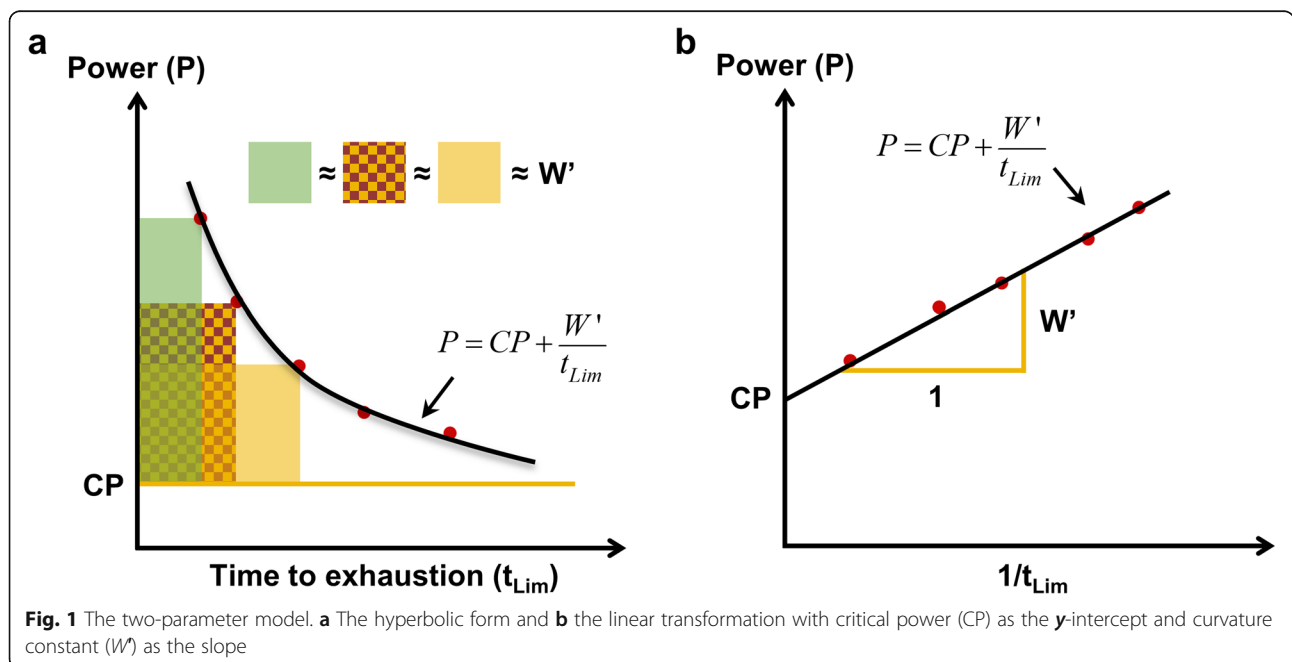 a
Power (P)
≈ ≈ ≈ W'
P = CP + W' / t_Lim
CP
Time to exhaustion (t_Lim)
b
Power (P)
P = CP + W' / t_Lim
W'
1
CP
1/t_Lim
Fig. 1 The two-parameter model. a The hyperbolic form and b the linear transformation with critical power (CP) as the y-intercept and curvature
constant (W') as the slope